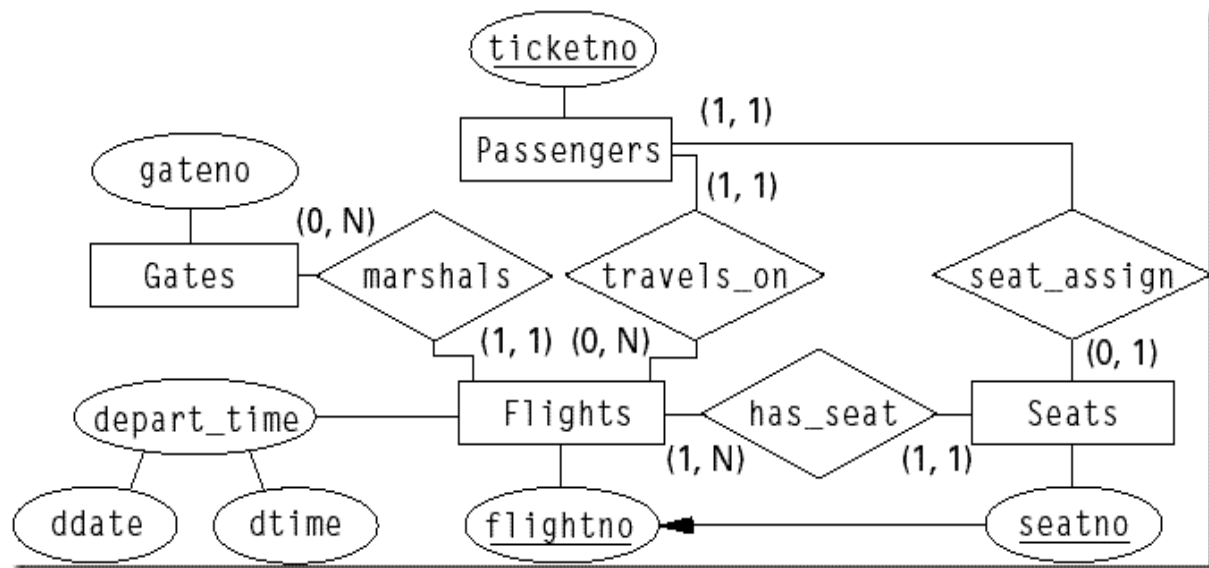 ticketno
(1, 1)
Passengers
gateno
(1, 1)
(0, N)
Gates
marshals
travels_on
seat_assign
(1, 1)
(0, N)
(0, 1)
depart_time
Flights
has_seat
Seats
(1, N)
(1, 1)
ddate
dtime
flightno
seatno